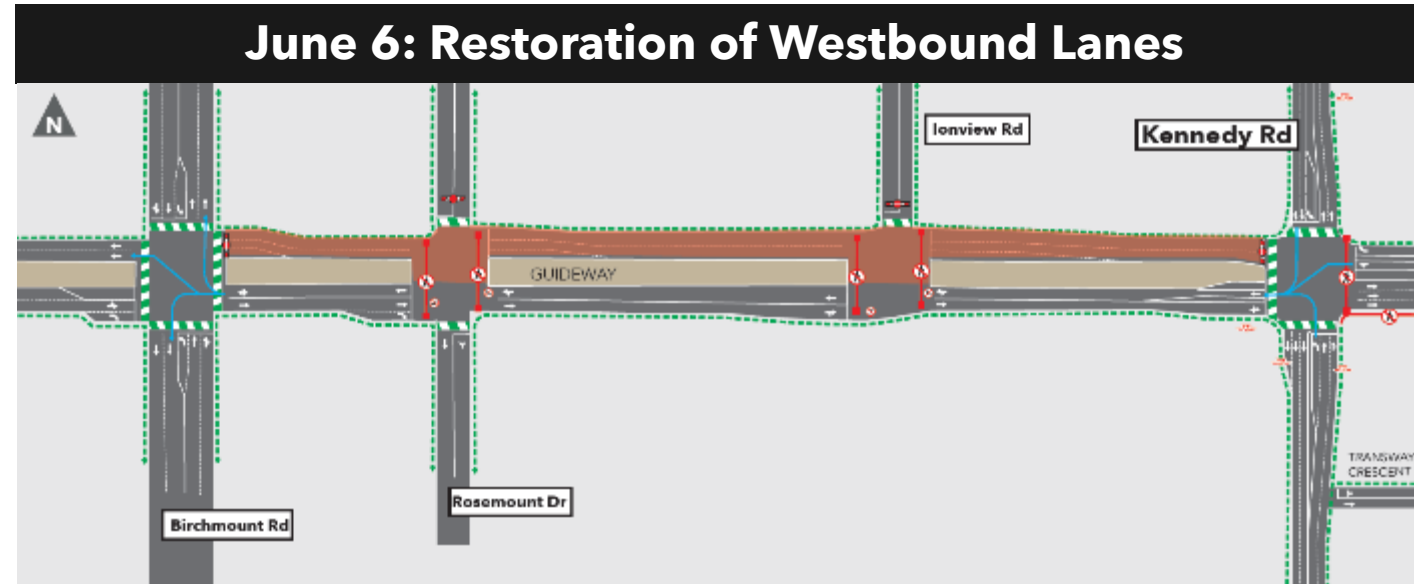 June 6: Restoration of Westbound Lanes
N
Ionview Rd
Kennedy Rd
GUIDEWAY
TRANSWAY
CRESCENT
Rosemount Dr
Birchmount Rd